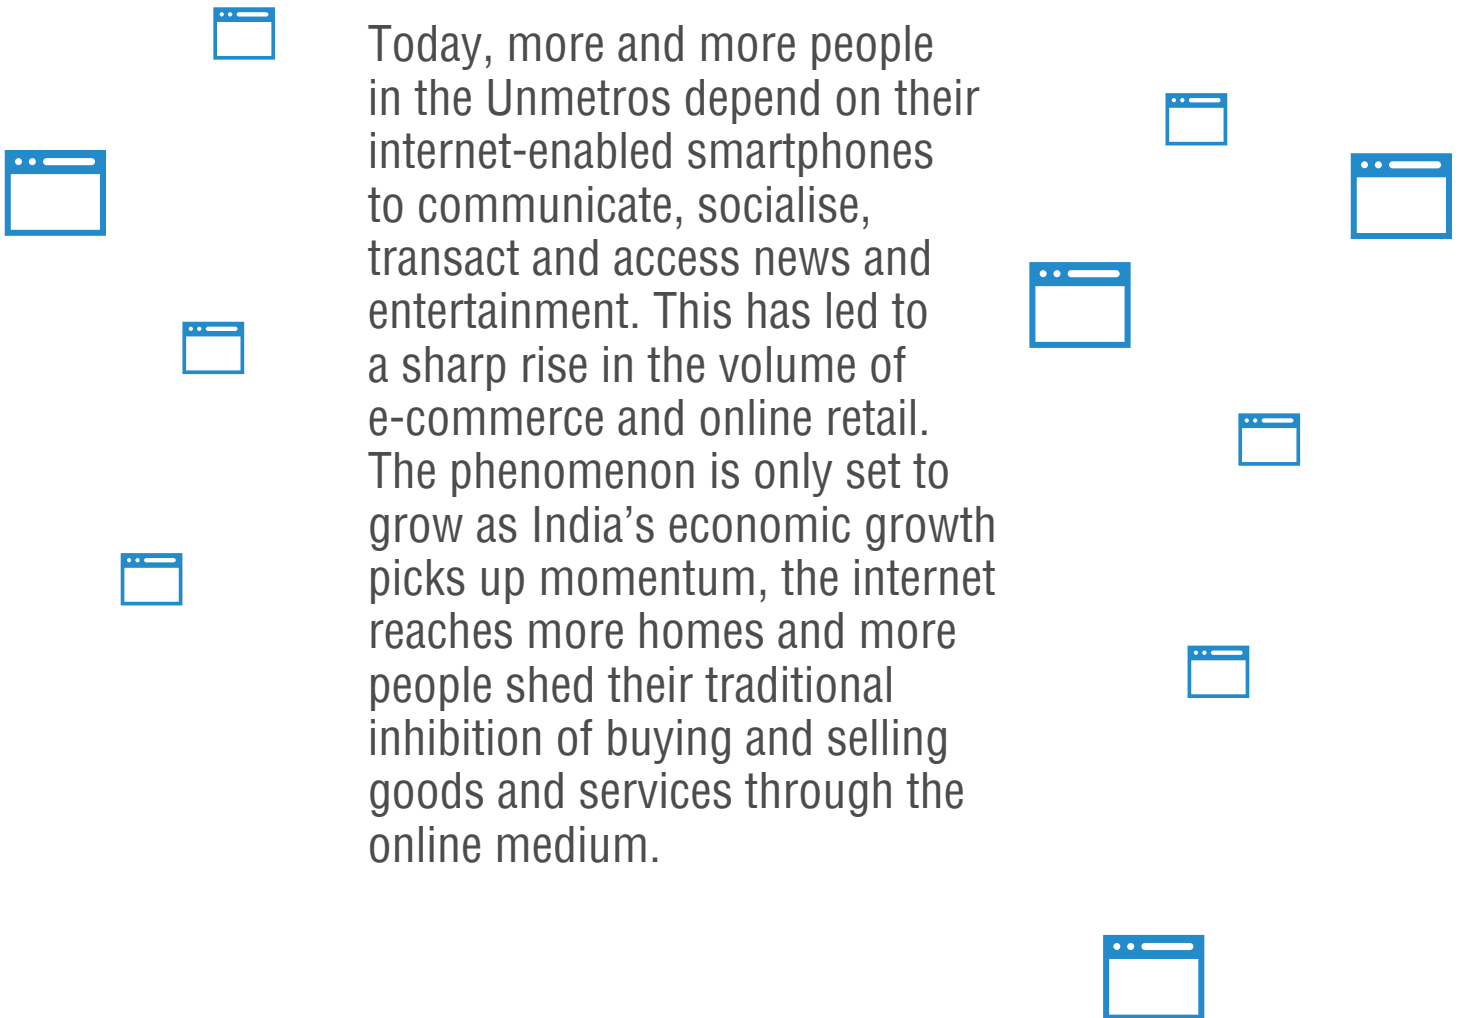 Today, more and more people
in the Unmetros depend on their
internet-enabled smartphones
to communicate, socialise,
transact and access news and
entertainment. This has led to
a sharp rise in the volume of
e-commerce and online retail.
The phenomenon is only set to
grow as India’s economic growth
picks up momentum, the internet
reaches more homes and more
people shed their traditional
inhibition of buying and selling
goods and services through the
online medium.